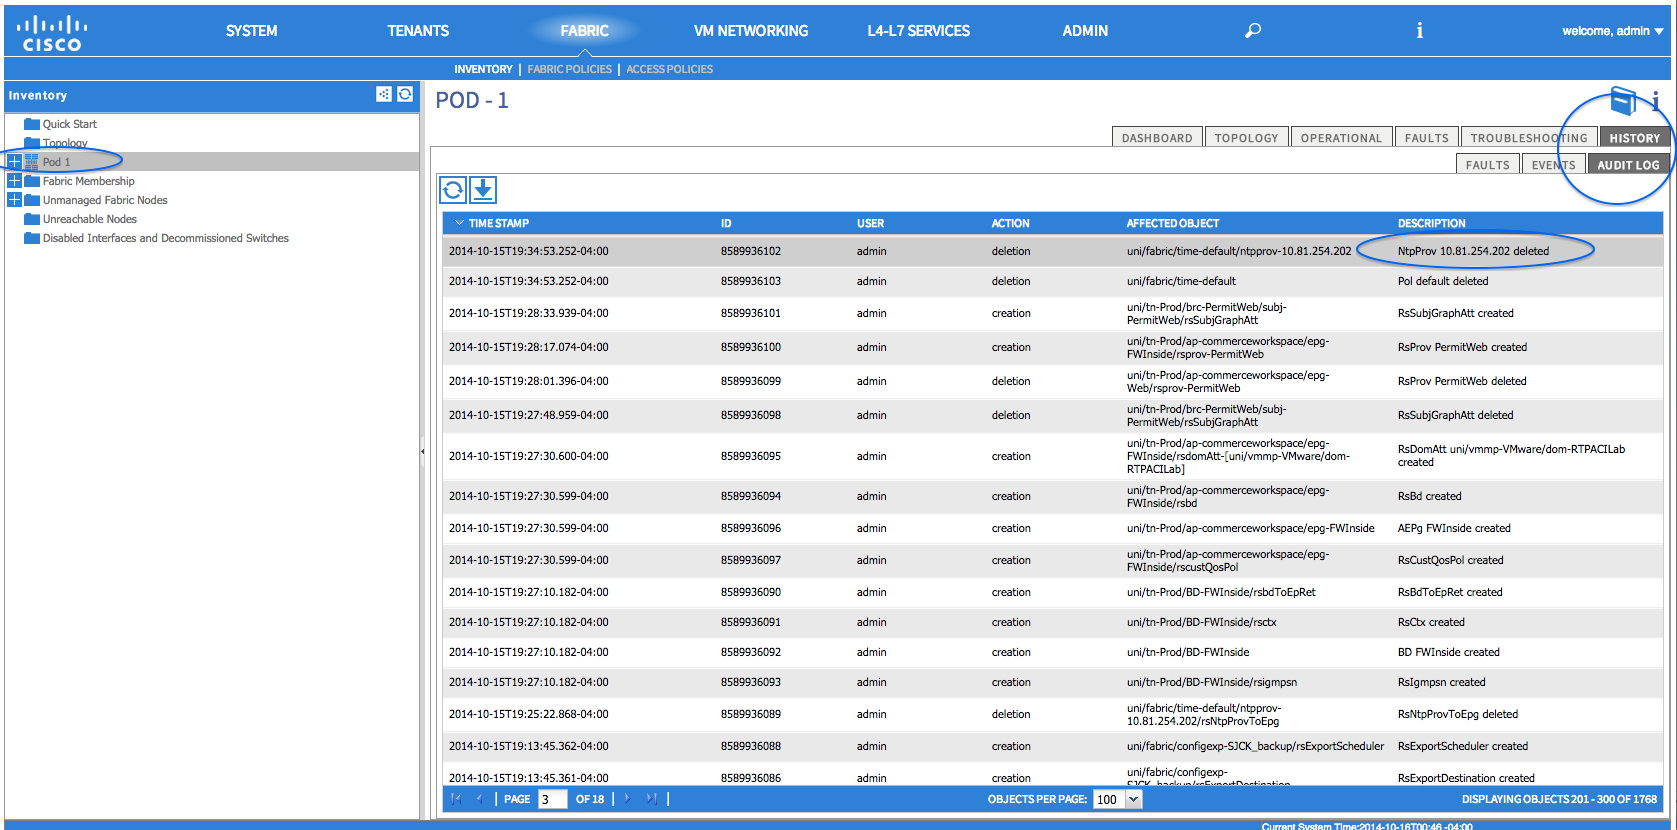 CISCO
SYSTEM TENANTS FABRIC VM NETWORKING L4-L7 SERVICES ADMIN i welcome, admin
INVENTORY | FABRIC POLICIES | ACCESS POLICIES
Inventory
Quick Start
Topology
Pod 1
Fabric Membership
Unmanaged Fabric Nodes
Unreachable Nodes
Disabled Interfaces and Decommissioned Switches
POD - 1
i
DASHBOARD TOPOLOGY OPERATIONAL FAULTS TROUBLESHOOTING HISTORY
FAULTS EVENTS AUDIT LOG
TIME STAMP ID USER ACTION AFFECTED OBJECT DESCRIPTION
2014-10-15T19:34:53.252-04:00 8589936102 admin deletion uni/fabric/time-default/ntpprov-10.81.254.202 NtpProv 10.81.254.202 deleted
2014-10-15T19:34:53.252-04:00 8589936103 admin deletion uni/fabric/time-default Pol default deleted
2014-10-15T19:28:33.939-04:00 8589936101 admin creation uni/tn-Prod/brc-PermitWeb/subj-
PermitWeb/rsSubjGraphAtt RsSubjGraphAtt created
2014-10-15T19:28:17.074-04:00 8589936100 admin creation uni/tn-Prod/ap-commerceworkspace/epg-
FWInside/rsprov-PermitWeb RsProv PermitWeb created
2014-10-15T19:28:01.396-04:00 8589936099 admin deletion uni/tn-Prod/ap-commerceworkspace/epg-
Web/rsprov-PermitWeb RsProv PermitWeb deleted
2014-10-15T19:27:48.959-04:00 8589936098 admin deletion uni/tn-Prod/brc-PermitWeb/subj-
PermitWeb/rsSubjGraphAtt RsSubjGraphAtt deleted
2014-10-15T19:27:30.600-04:00 8589936095 admin creation uni/tn-Prod/ap-commerceworkspace/epg-
FWInside/rsdomAtt-[uni/vmmp-VMware/dom-
RTPACILab] RsDomAtt uni/vmmp-VMware/dom-RTPACILab
created
2014-10-15T19:27:30.599-04:00 8589936094 admin creation uni/tn-Prod/ap-commerceworkspace/epg-
FWInside/rsbd RsBd created
2014-10-15T19:27:30.599-04:00 8589936096 admin creation uni/tn-Prod/ap-commerceworkspace/epg-FWInside AEPg FWInside created
2014-10-15T19:27:30.599-04:00 8589936097 admin creation uni/tn-Prod/ap-commerceworkspace/epg-
FWInside/rscustQosPol RsCustQosPol created
2014-10-15T19:27:10.182-04:00 8589936090 admin creation uni/tn-Prod/BD-FWInside/rsbdToEpRet RsBdToEpRet created
2014-10-15T19:27:10.182-04:00 8589936091 admin creation uni/tn-Prod/BD-FWInside/rsctx RsCtx created
2014-10-15T19:27:10.182-04:00 8589936092 admin creation uni/tn-Prod/BD-FWInside BD FWInside created
2014-10-15T19:27:10.182-04:00 8589936093 admin creation uni/tn-Prod/BD-FWInside/rsigmpsn RsIgmpsn created
2014-10-15T19:25:22.868-04:00 8589936089 admin deletion uni/fabric/time-default/ntpprov-
10.81.254.202/rsNtpProvToEpg RsNtpProvToEpg deleted
2014-10-15T19:13:45.362-04:00 8589936088 admin creation uni/fabric/configexp-SJCK_backup/rsExportScheduler RsExportScheduler created
2014-10-15T19:13:45.361-04:00 8589936086 admin creation uni/fabric/configexp-
SJCK_backup/rsExportDestination RsExportDestination created
PAGE 3 OF 18 OBJECTS PER PAGE: 100 DISPLAYING OBJECTS 201 - 300 OF 1768
Current System Time:2014-10-16T00:46 -04:00